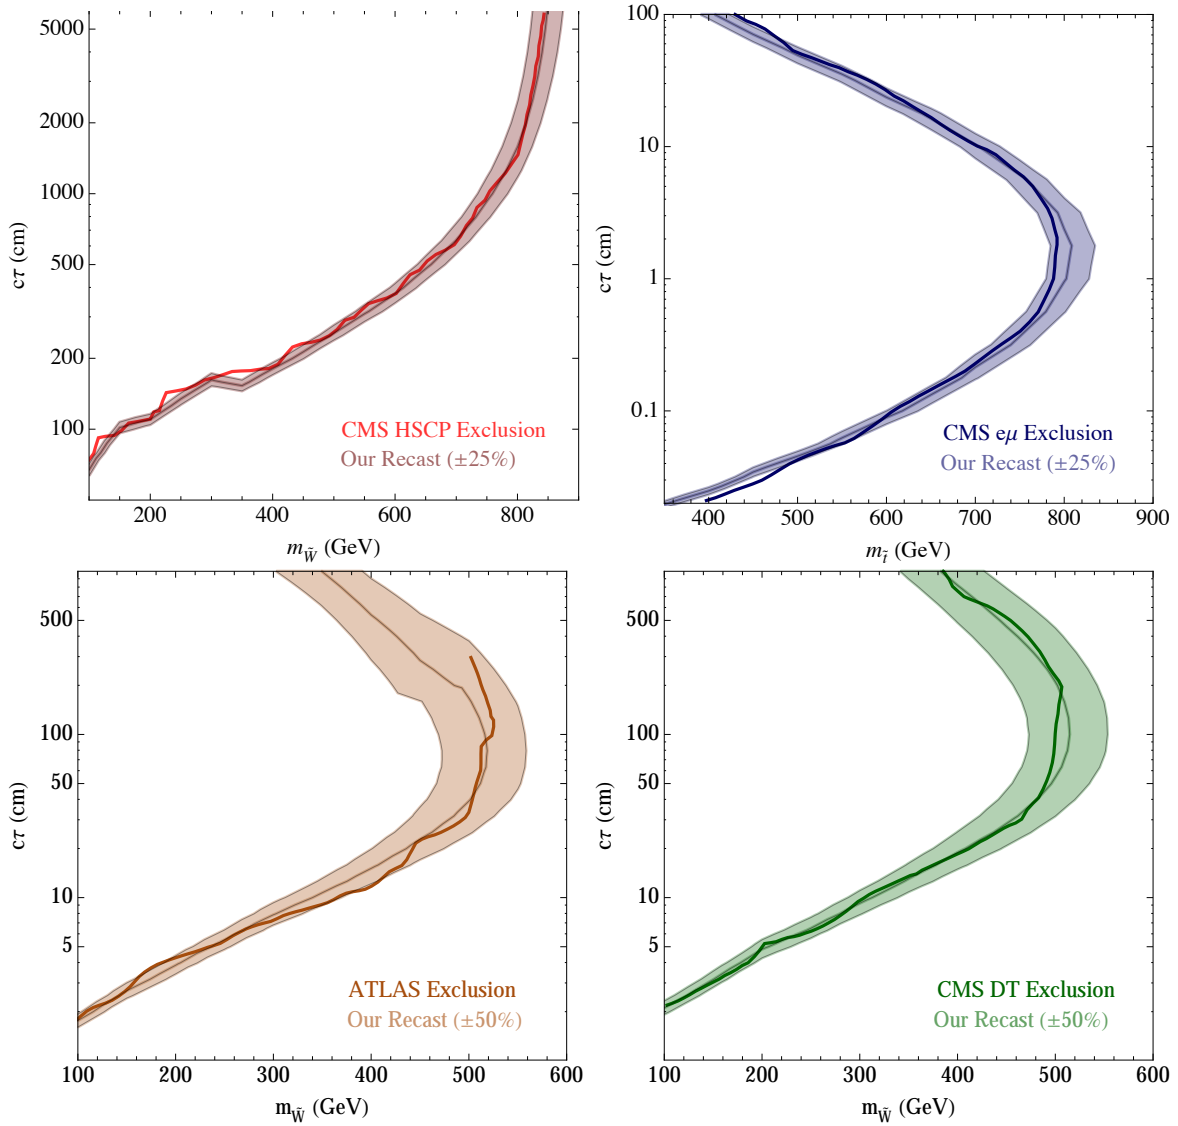 5000
2000
1000
500
200
100
cτ (cm)
CMS HSCP Exclusion
Our Recast (±25%)
200 400 600 800
m_W̃ (GeV)
100
10
1
0.1
cτ (cm)
CMS eμ Exclusion
Our Recast (±25%)
400 500 600 700 800 900
m_t̃ (GeV)
500
100
50
10
5
cτ (cm)
ATLAS Exclusion
Our Recast (±50%)
100 200 300 400 500 600
m_W̃ (GeV)
500
100
50
10
5
cτ (cm)
CMS DT Exclusion
Our Recast (±50%)
100 200 300 400 500 600
m_W̃ (GeV)